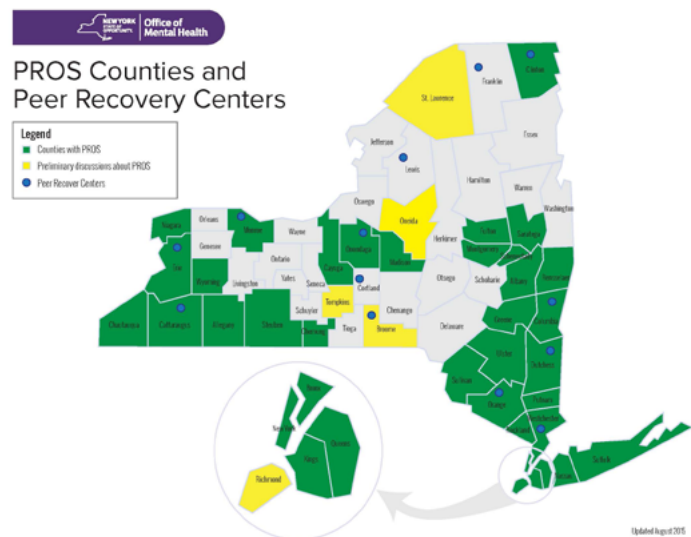 NEW YORK
STATE OF
OPPORTUNITY.
Office of
Mental Health
PROS Counties and
Peer Recovery Centers
Legend
Counties with PROS
Preliminary discussions about PROS
Peer Recover Centers
Clinton
Franklin
St. Lawrence
Essex
Jefferson
Lewis
Hamilton
Warren
Washington
Oswego
Oneida
Herkimer
Fulton
Saratoga
Montgomery
Niagara
Orleans
Monroe
Wayne
Genesee
Erie
Wyoming
Livingston
Ontario
Yates
Seneca
Cayuga
Onondaga
Madison
Cortland
Otsego
Schoharie
Albany
Rensselaer
Chautauqua
Cattaraugus
Allegany
Steuben
Schuyler
Chemung
Tompkins
Tioga
Broome
Chenango
Delaware
Greene
Columbia
Ulster
Dutchess
Sullivan
Orange
Putnam
Rockland
Westchester
Nassau
Suffolk
Bronx
New York
Queens
Kings
Richmond
Updated August 2015